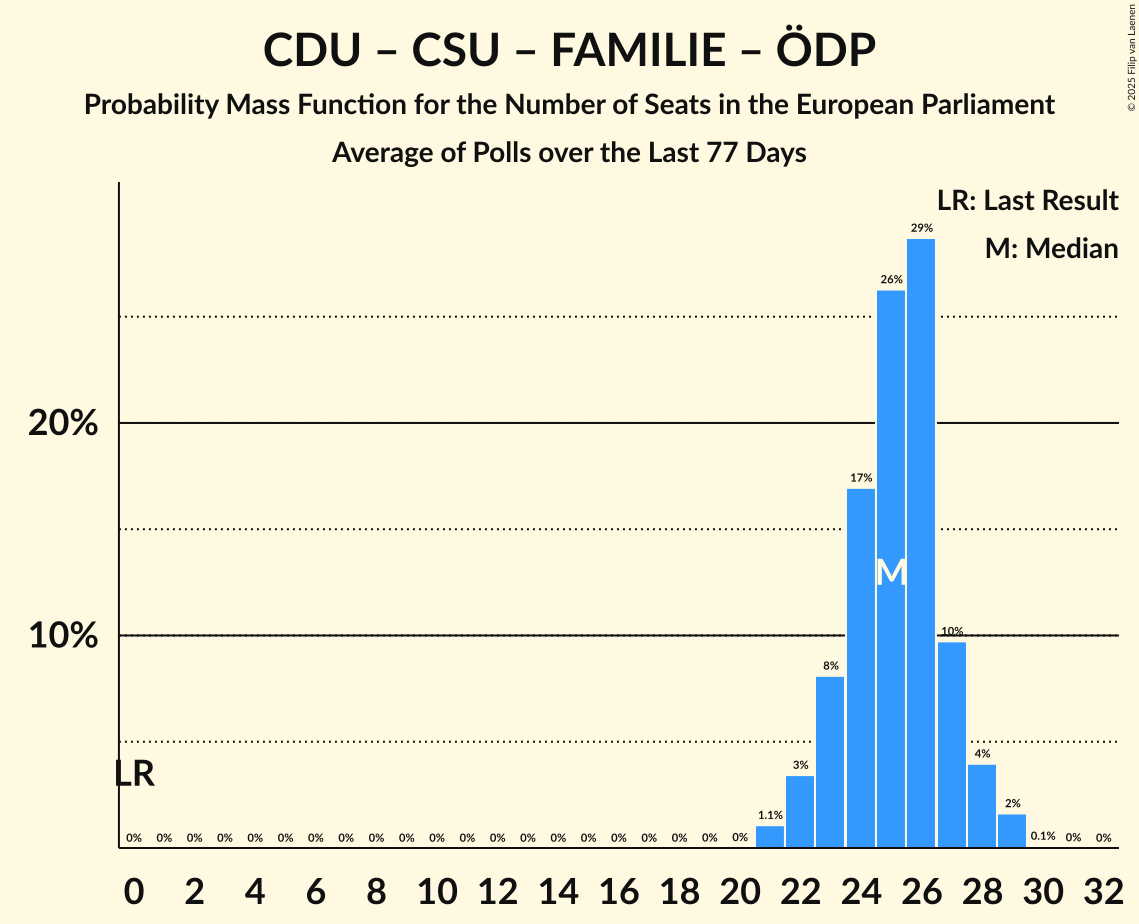 CDU – CSU – FAMILIE – ÖDP
Probability Mass Function for the Number of Seats in the European Parliament
Average of Polls over the Last 77 Days
© 2025 Filip van Laenen
LR: Last Result
M: Median
29%
26%
20%
17%
M
10%
10%
8%
LR
3%
4%
1.1%
2%
0% 0% 0% 0% 0% 0% 0% 0% 0% 0% 0% 0% 0% 0% 0% 0% 0% 0% 0% 0% 0% 0.1% 0% 0%
0 2 4 6 8 10 12 14 16 18 20 22 24 26 28 30 32